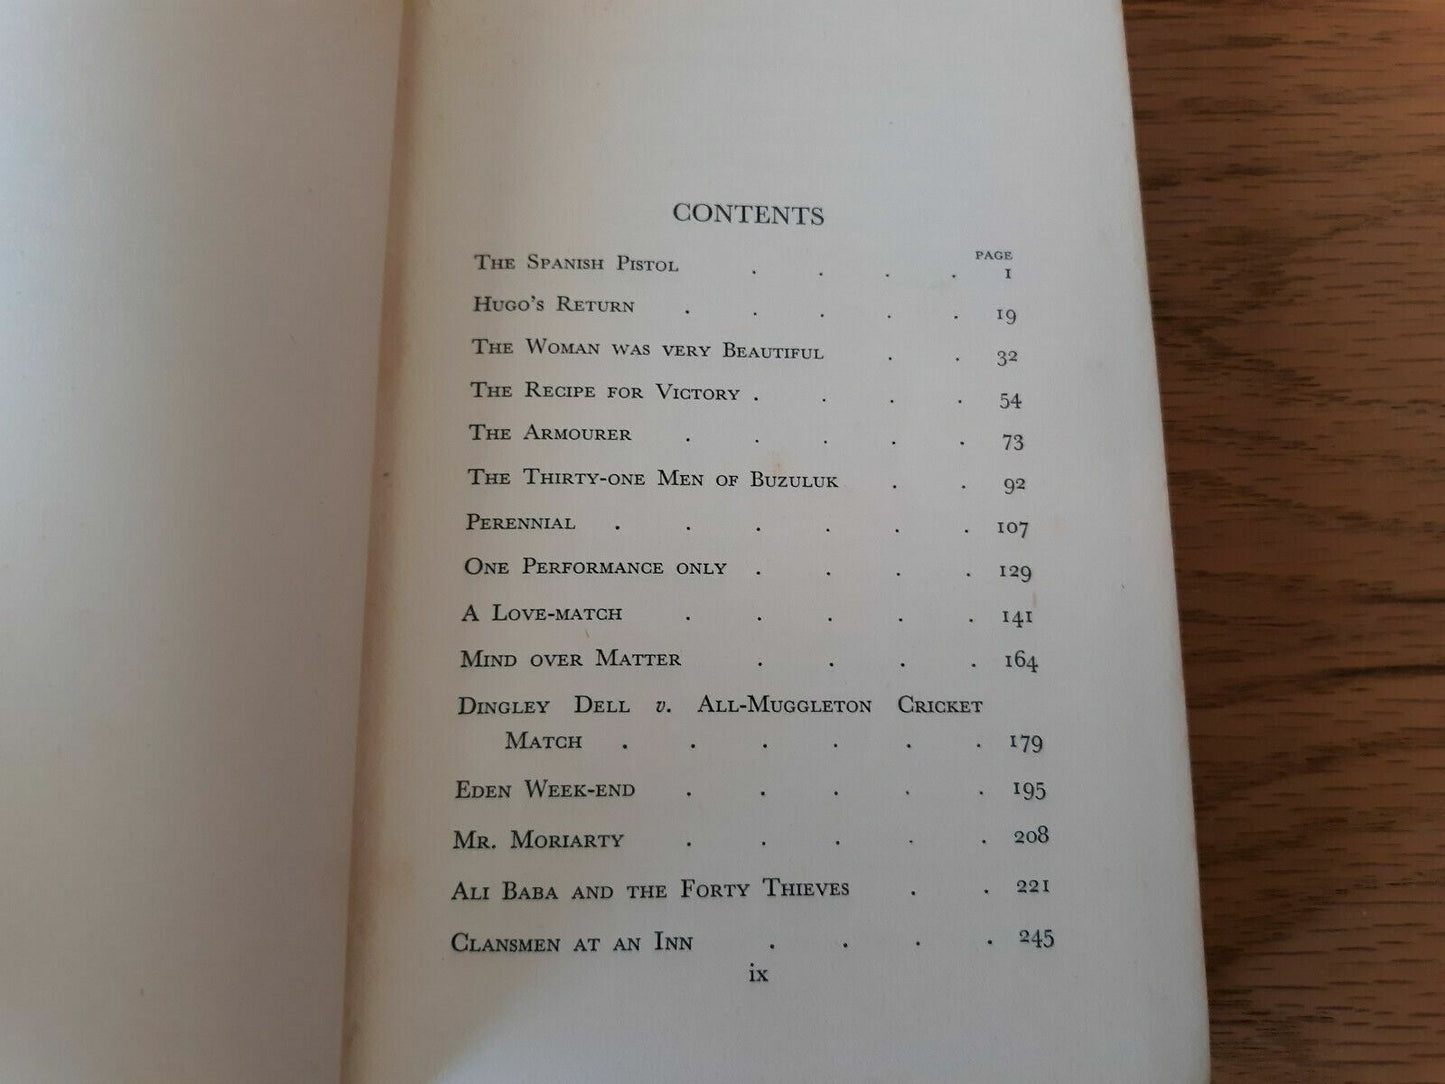 CONTENTS
PAGE
The Spanish Pistol . . . . 1
Hugo's Return . . . . . 19
The Woman was very Beautiful . . 32
The Recipe for Victory . . . . 54
The Armourer . . . . . 73
The Thirty-one Men of Buzuluk . . 92
Perennial . . . . . . 107
One Performance only . . . . 129
A Love-match . . . . . 141
Mind over Matter . . . . 164
Dingley Dell v. All-Muggleton Cricket
Match . . . . . . 179
Eden Week-end . . . . . 195
Mr. Moriarty . . . . . 208
Ali Baba and the Forty Thieves . . 221
Clansmen at an Inn . . . . 245
ix